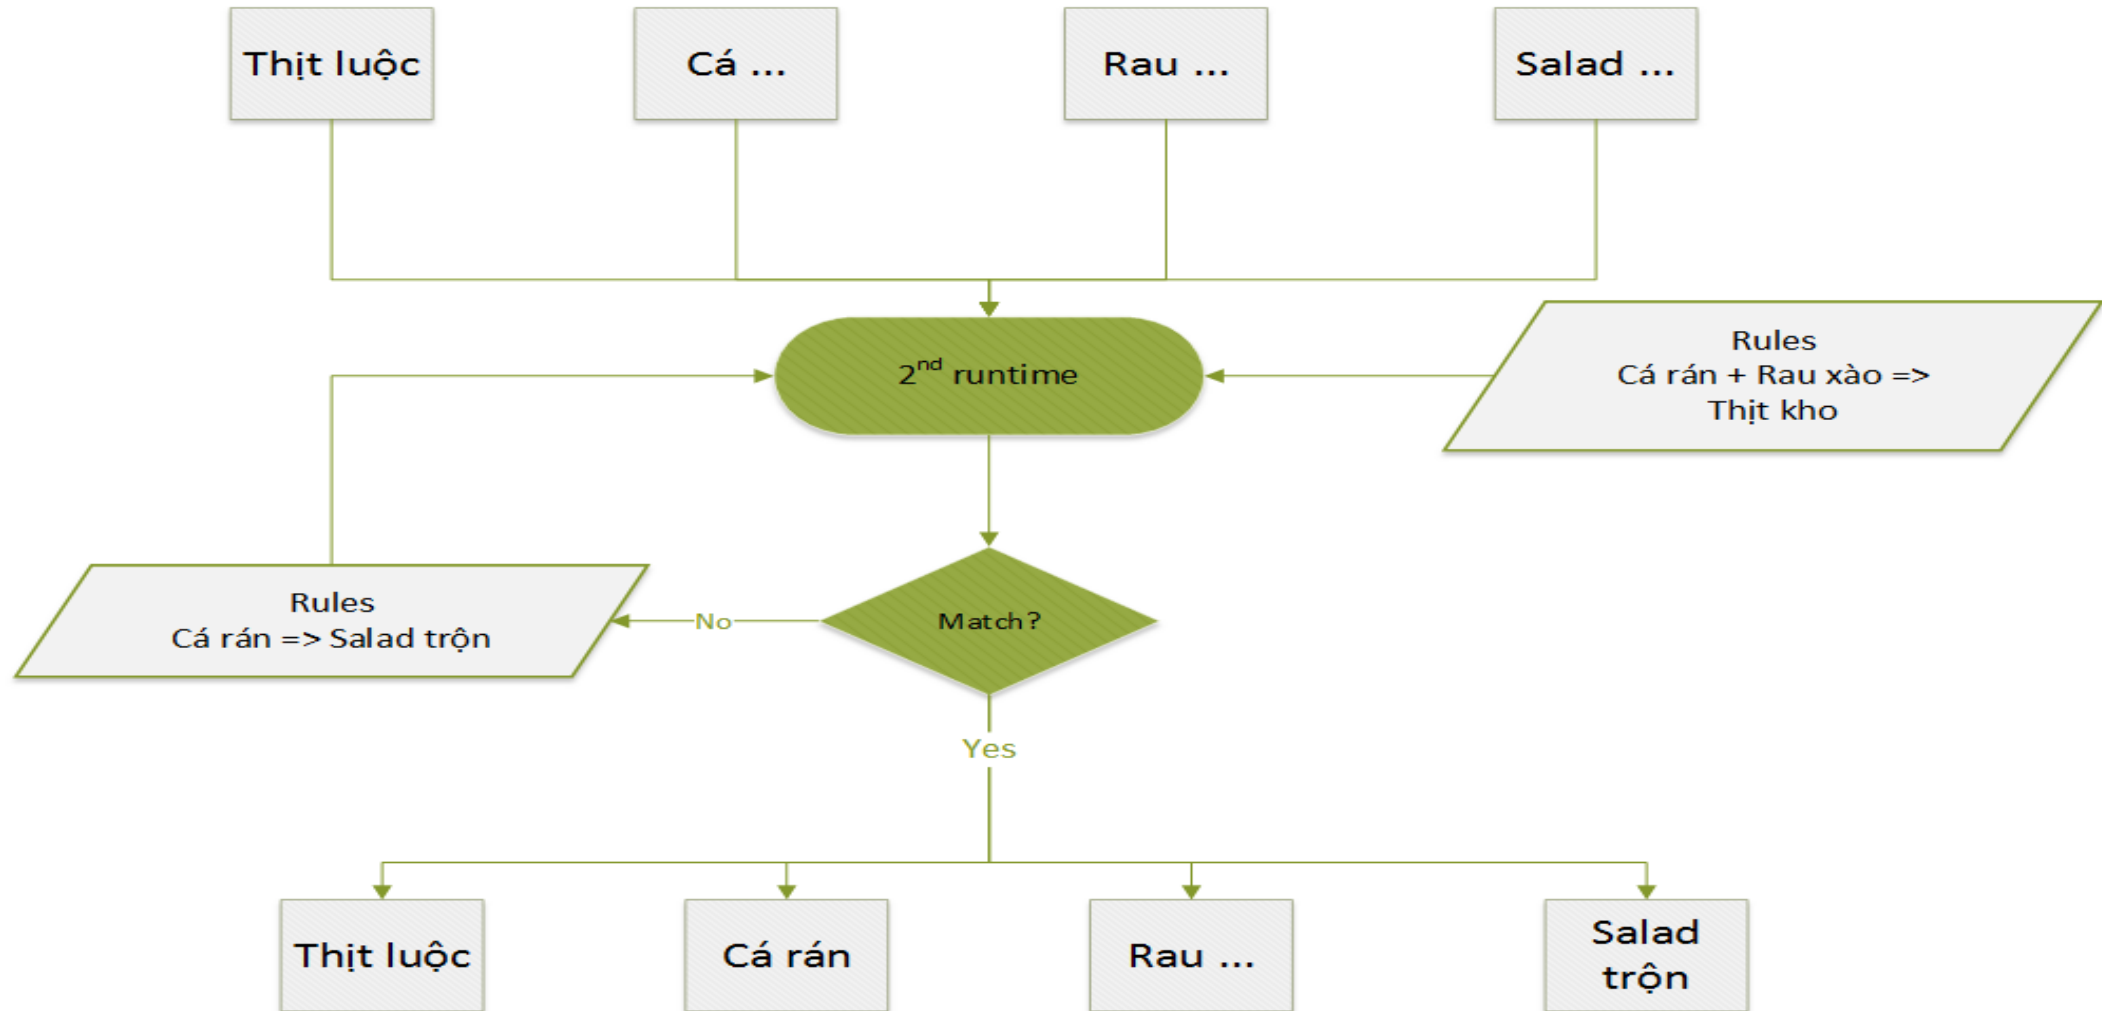 Thịt luộc
Cá ...
Rau ...
Salad ...
2nd runtime
Rules
Cá rán + Rau xào =>
Thịt kho
Rules
Cá rán => Salad trộn
No
Match?
Yes
Thịt luộc
Cá rán
Rau ...
Salad
trộn